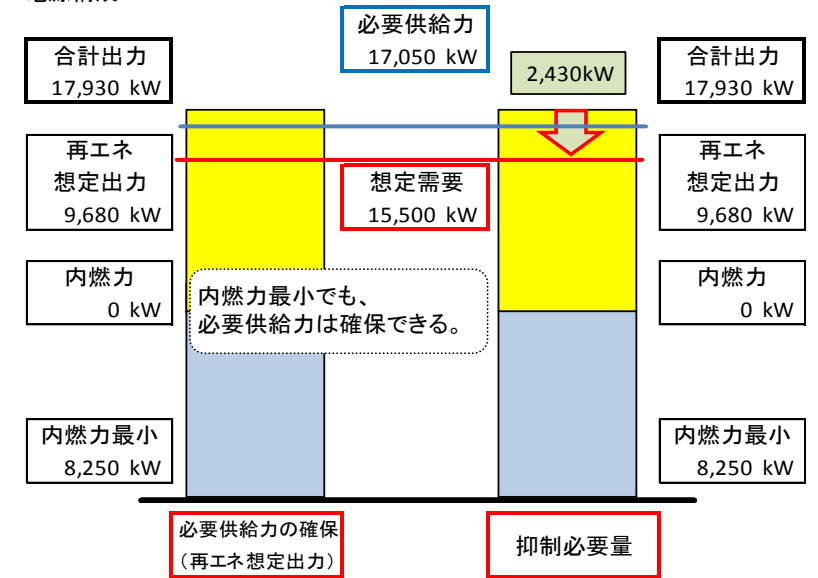 必要供給力
17,050 kW
合計出力
17,930 kW
2,430kW
合計出力
17,930 kW
再エネ
想定出力
9,680 kW
想定需要
15,500 kW
再エネ
想定出力
9,680 kW
内燃力
0 kW
内燃力最小でも、
必要供給力は確保できる。
内燃力
0 kW
内燃力最小
8,250 kW
内燃力最小
8,250 kW
必要供給力の確保
（再エネ想定出力）
抑制必要量